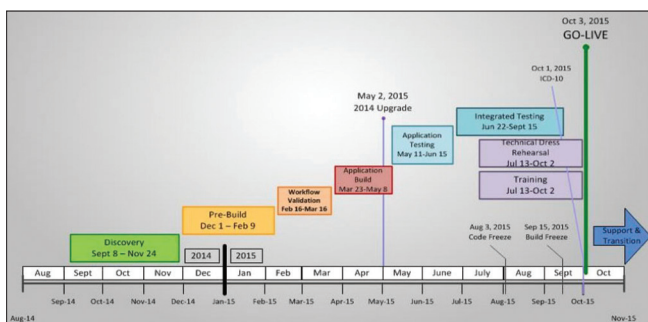 Oct 3, 2015
GO-LIVE
Oct 1, 2015
ICD-10
May 2, 2015
2014 Upgrade
Integrated Testing
Jun 22-Sept 15
Application
Testing
May 11-Jun 15
Technical Dress
Rehearsal
Jul 13-Oct 2
Application
Build
Mar 23-May 8
Training
Jul 13-Oct 2
Workflow
Validation
Feb 16-Mar 16
Pre-Build
Dec 1 – Feb 9
Discovery
Sept 8 – Nov 24
2014
2015
Aug 3, 2015
Code Freeze
Sep 15, 2015
Build Freeze
Support &
Transition
Aug Sept Oct Nov Dec Jan Feb Mar Apr May June July Aug Sept Oct
Sep-14 Oct-14 Nov-14 Dec-14 Jan-15 Feb-15 Mar-15 Apr-15 May-15 Jun-15 Jul-15 Aug-15 Sep-15 Oct-15
Aug-14 Nov-15